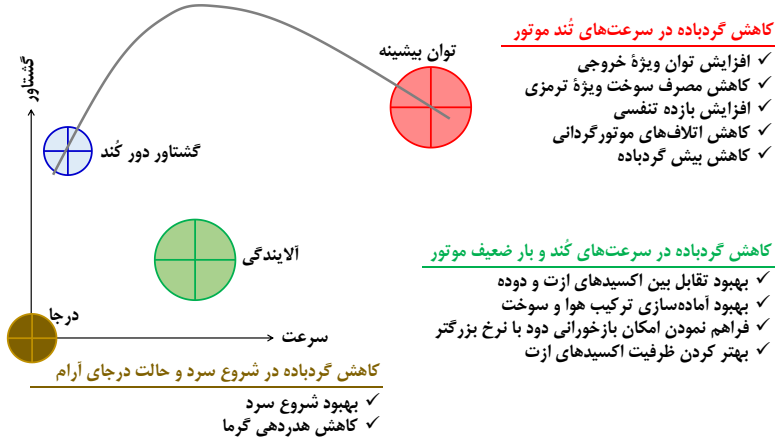 کاهش گردباده در سرعت‌های تُند موتور
✓ افزایش توان ویژهٔ خروجی
✓ کاهش مصرف سوخت ویژهٔ ترمزی
✓ افزایش بازده تنفسی
✓ کاهش اتلاف‌های موتورگردانی
✓ کاهش بیش گردباده
توان بیشینه
گشتاور
گشتاور دور کُند
آلایندگی
کاهش گردباده در سرعت‌های کُند و بار ضعیف موتور
✓ بهبود تقابل بین اکسیدهای ازت و دوده
✓ بهبود آماده‌سازی ترکیب هوا و سوخت
✓ فراهم نمودن امکان بازخورانی دود با نرخ بزرگتر
✓ بهتر کردن ظرفیت اکسیدهای ازت
درجا
سرعت
کاهش گردباده در شروع سرد و حالت درجای آرام
✓ بهبود شروع سرد
✓ کاهش هدردهی گرما